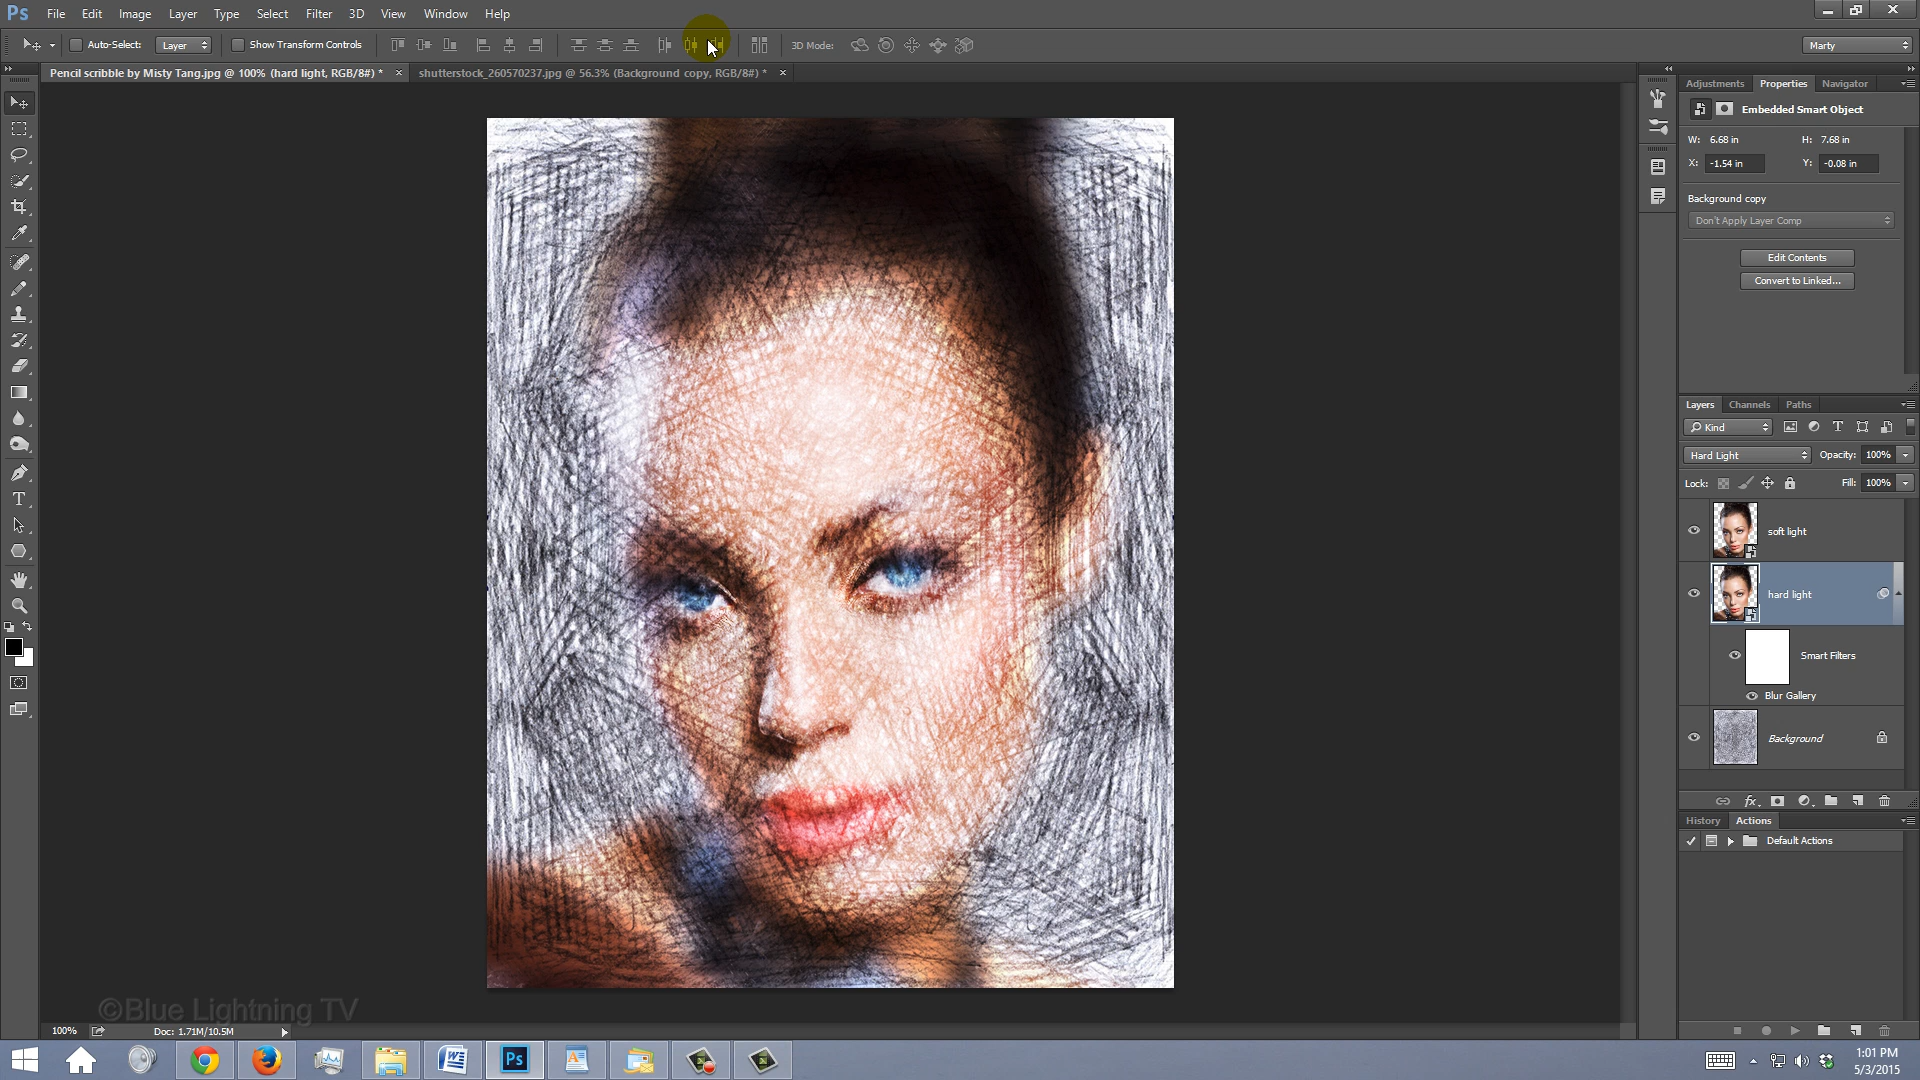 Ps File Edit Image Layer Type Select Filter 3D View Window Help
Auto-Select: Layer Show Transform Controls 3D Mode: Marty
Pencil scribble by Misty Tang.jpg @ 100% (hard light, RGB/8#) * × shutterstock_260570237.jpg @ 56.3% (Background copy, RGB/8#) * ×
Adjustments Properties Navigator
Embedded Smart Object
W: 6.68 in H: 7.68 in
X: -1.54 in Y: -0.08 in
Background copy
Don't Apply Layer Comp
Edit Contents
Convert to Linked...
Layers Channels Paths
Kind
Hard Light Opacity: 100%
Lock: Fill: 100%
soft light
hard light
Smart Filters
Blur Gallery
Background
fx
History Actions
Default Actions
©Blue Lightning TV
100% Doc: 1.71M/10.5M
Ps
1:01 PM
5/3/2015